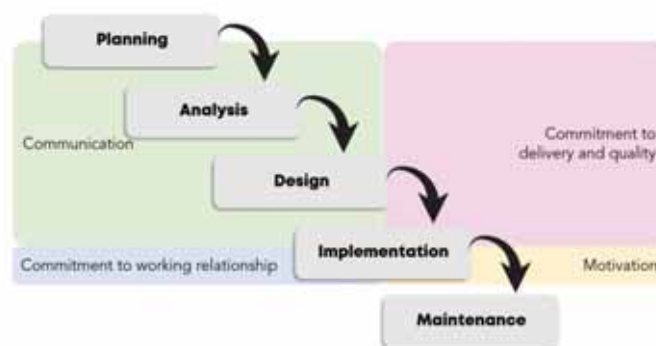 Planning
Analysis
Communication
Commitment to
delivery and quality
Design
Implementation
Commitment to working relationship
Motivation
Maintenance